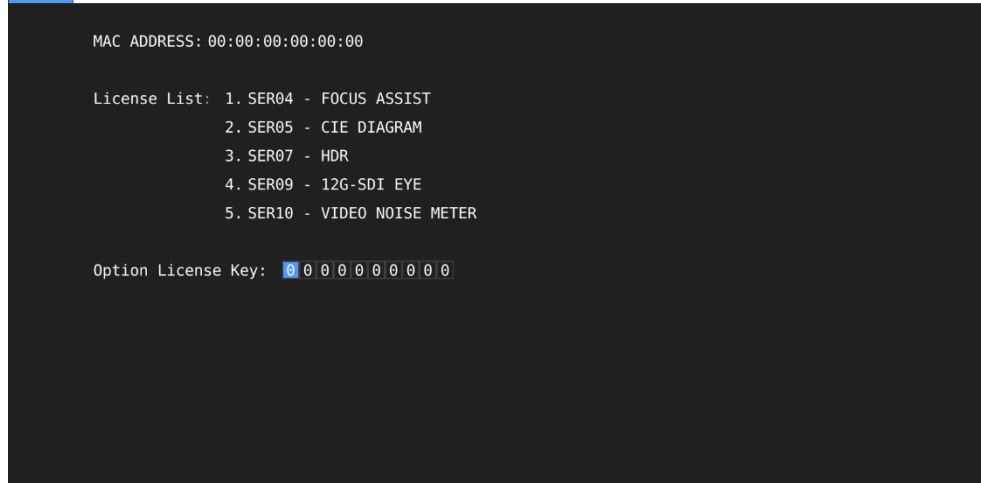 MAC ADDRESS: 00:00:00:00:00:00
License List: 1. SER04 - FOCUS ASSIST
2. SER05 - CIE DIAGRAM
3. SER07 - HDR
4. SER09 - 12G-SDI EYE
5. SER10 - VIDEO NOISE METER
Option License Key: 0 0 0 0 0 0 0 0 0 0